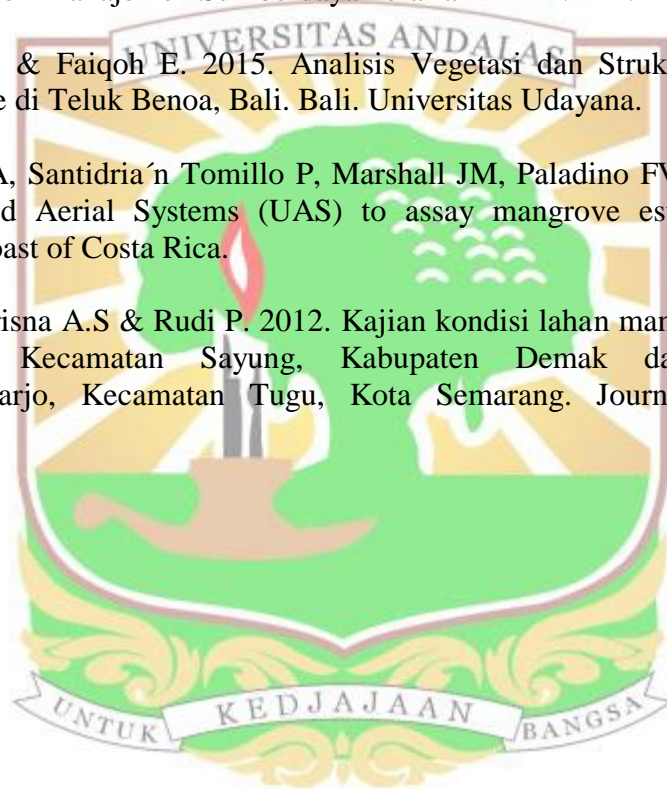 UNIVERSITAS ANDALAS
& Faiqoh E. 2015. Analisis Vegetasi dan Struk
e di Teluk Benoa, Bali. Bali. Universitas Udayana.
A, Santidria´n Tomillo P, Marshall JM, Paladino FV
d Aerial Systems (UAS) to assay mangrove es
oast of Costa Rica.
risna A.S & Rudi P. 2012. Kajian kondisi lahan man
Kecamatan Sayung, Kabupaten Demak da
arjo, Kecamatan Tugu, Kota Semarang. Journ
UNTUK KEDJAJAAN BANGSA